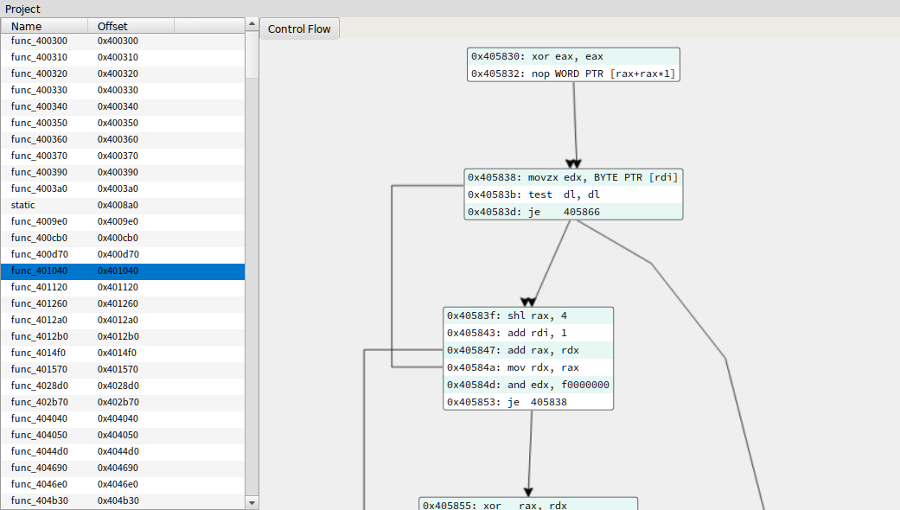 Project
Name Offset
func_400300 0x400300
func_400310 0x400310
func_400320 0x400320
func_400330 0x400330
func_400340 0x400340
func_400350 0x400350
func_400360 0x400360
func_400370 0x400370
func_400390 0x400390
func_4003a0 0x4003a0
static 0x4008a0
func_4009e0 0x4009e0
func_400cb0 0x400cb0
func_400d70 0x400d70
func_401040 0x401040
func_401120 0x401120
func_401260 0x401260
func_4012a0 0x4012a0
func_4012b0 0x4012b0
func_4014f0 0x4014f0
func_401570 0x401570
func_4028d0 0x4028d0
func_402b70 0x402b70
func_404040 0x404040
func_404050 0x404050
func_4044d0 0x4044d0
func_404690 0x404690
func_4046e0 0x4046e0
func_404b30 0x404b30
Control Flow
0x405830: xor eax, eax
0x405832: nop WORD PTR [rax+rax*1]
0x405838: movzx edx, BYTE PTR [rdi]
0x40583b: test dl, dl
0x40583d: je 405866
0x40583f: shl rax, 4
0x405843: add rdi, 1
0x405847: add rax, rdx
0x40584a: mov rdx, rax
0x40584d: and edx, f0000000
0x405853: je 405838
0x405855: xor rax, rdx